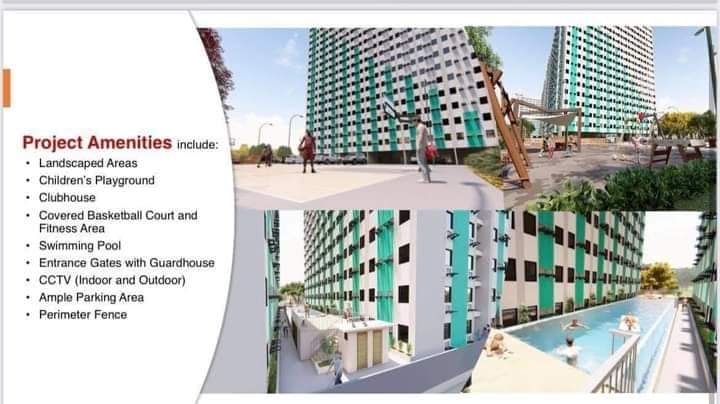 Project Amenities include:
• Landscaped Areas
• Children's Playground
• Clubhouse
• Covered Basketball Court and
Fitness Area
• Swimming Pool
• Entrance Gates with Guardhouse
• CCTV (Indoor and Outdoor)
• Ample Parking Area
• Perimeter Fence